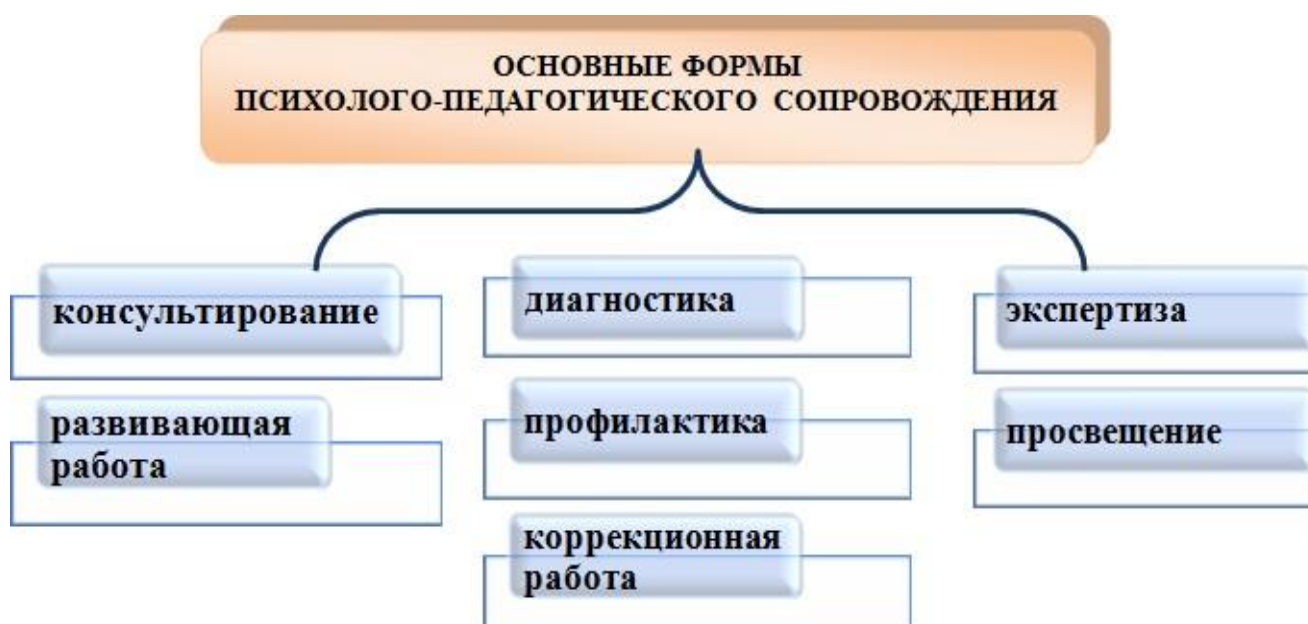 ОСНОВНЫЕ ФОРМЫ
ПСИХОЛОГО-ПЕДАГОГИЧЕСКОГО СОПРОВОЖДЕНИЯ
консультирование
развивающая
работа
диагностика
профилактика
коррекционная
работа
экспертиза
просвещение